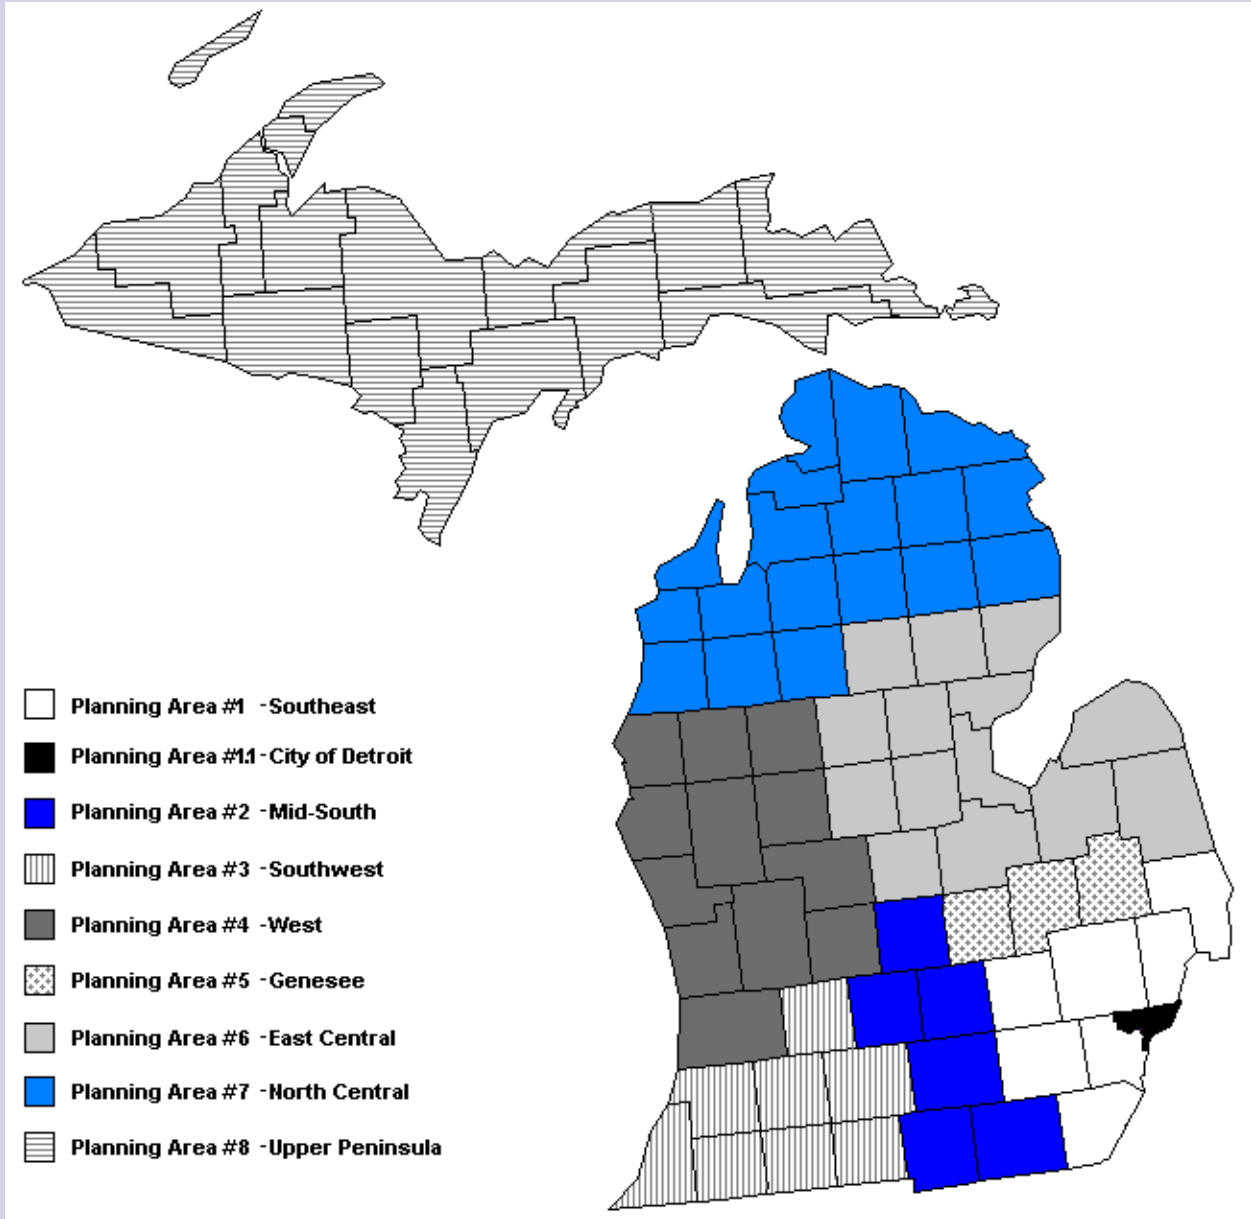 Planning Area #1 - Southeast
Planning Area #1.1 - City of Detroit
Planning Area #2 - Mid-South
Planning Area #3 - Southwest
Planning Area #4 - West
Planning Area #5 - Genesee
Planning Area #6 - East Central
Planning Area #7 - North Central
Planning Area #8 - Upper Peninsula